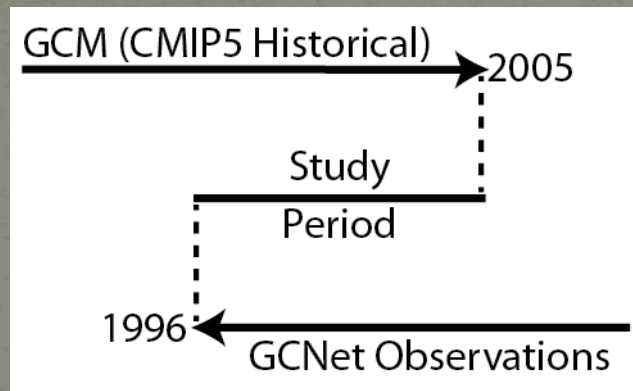 GCM (CMIP5 Historical)
2005
Study
Period
1996
GCNet Observations